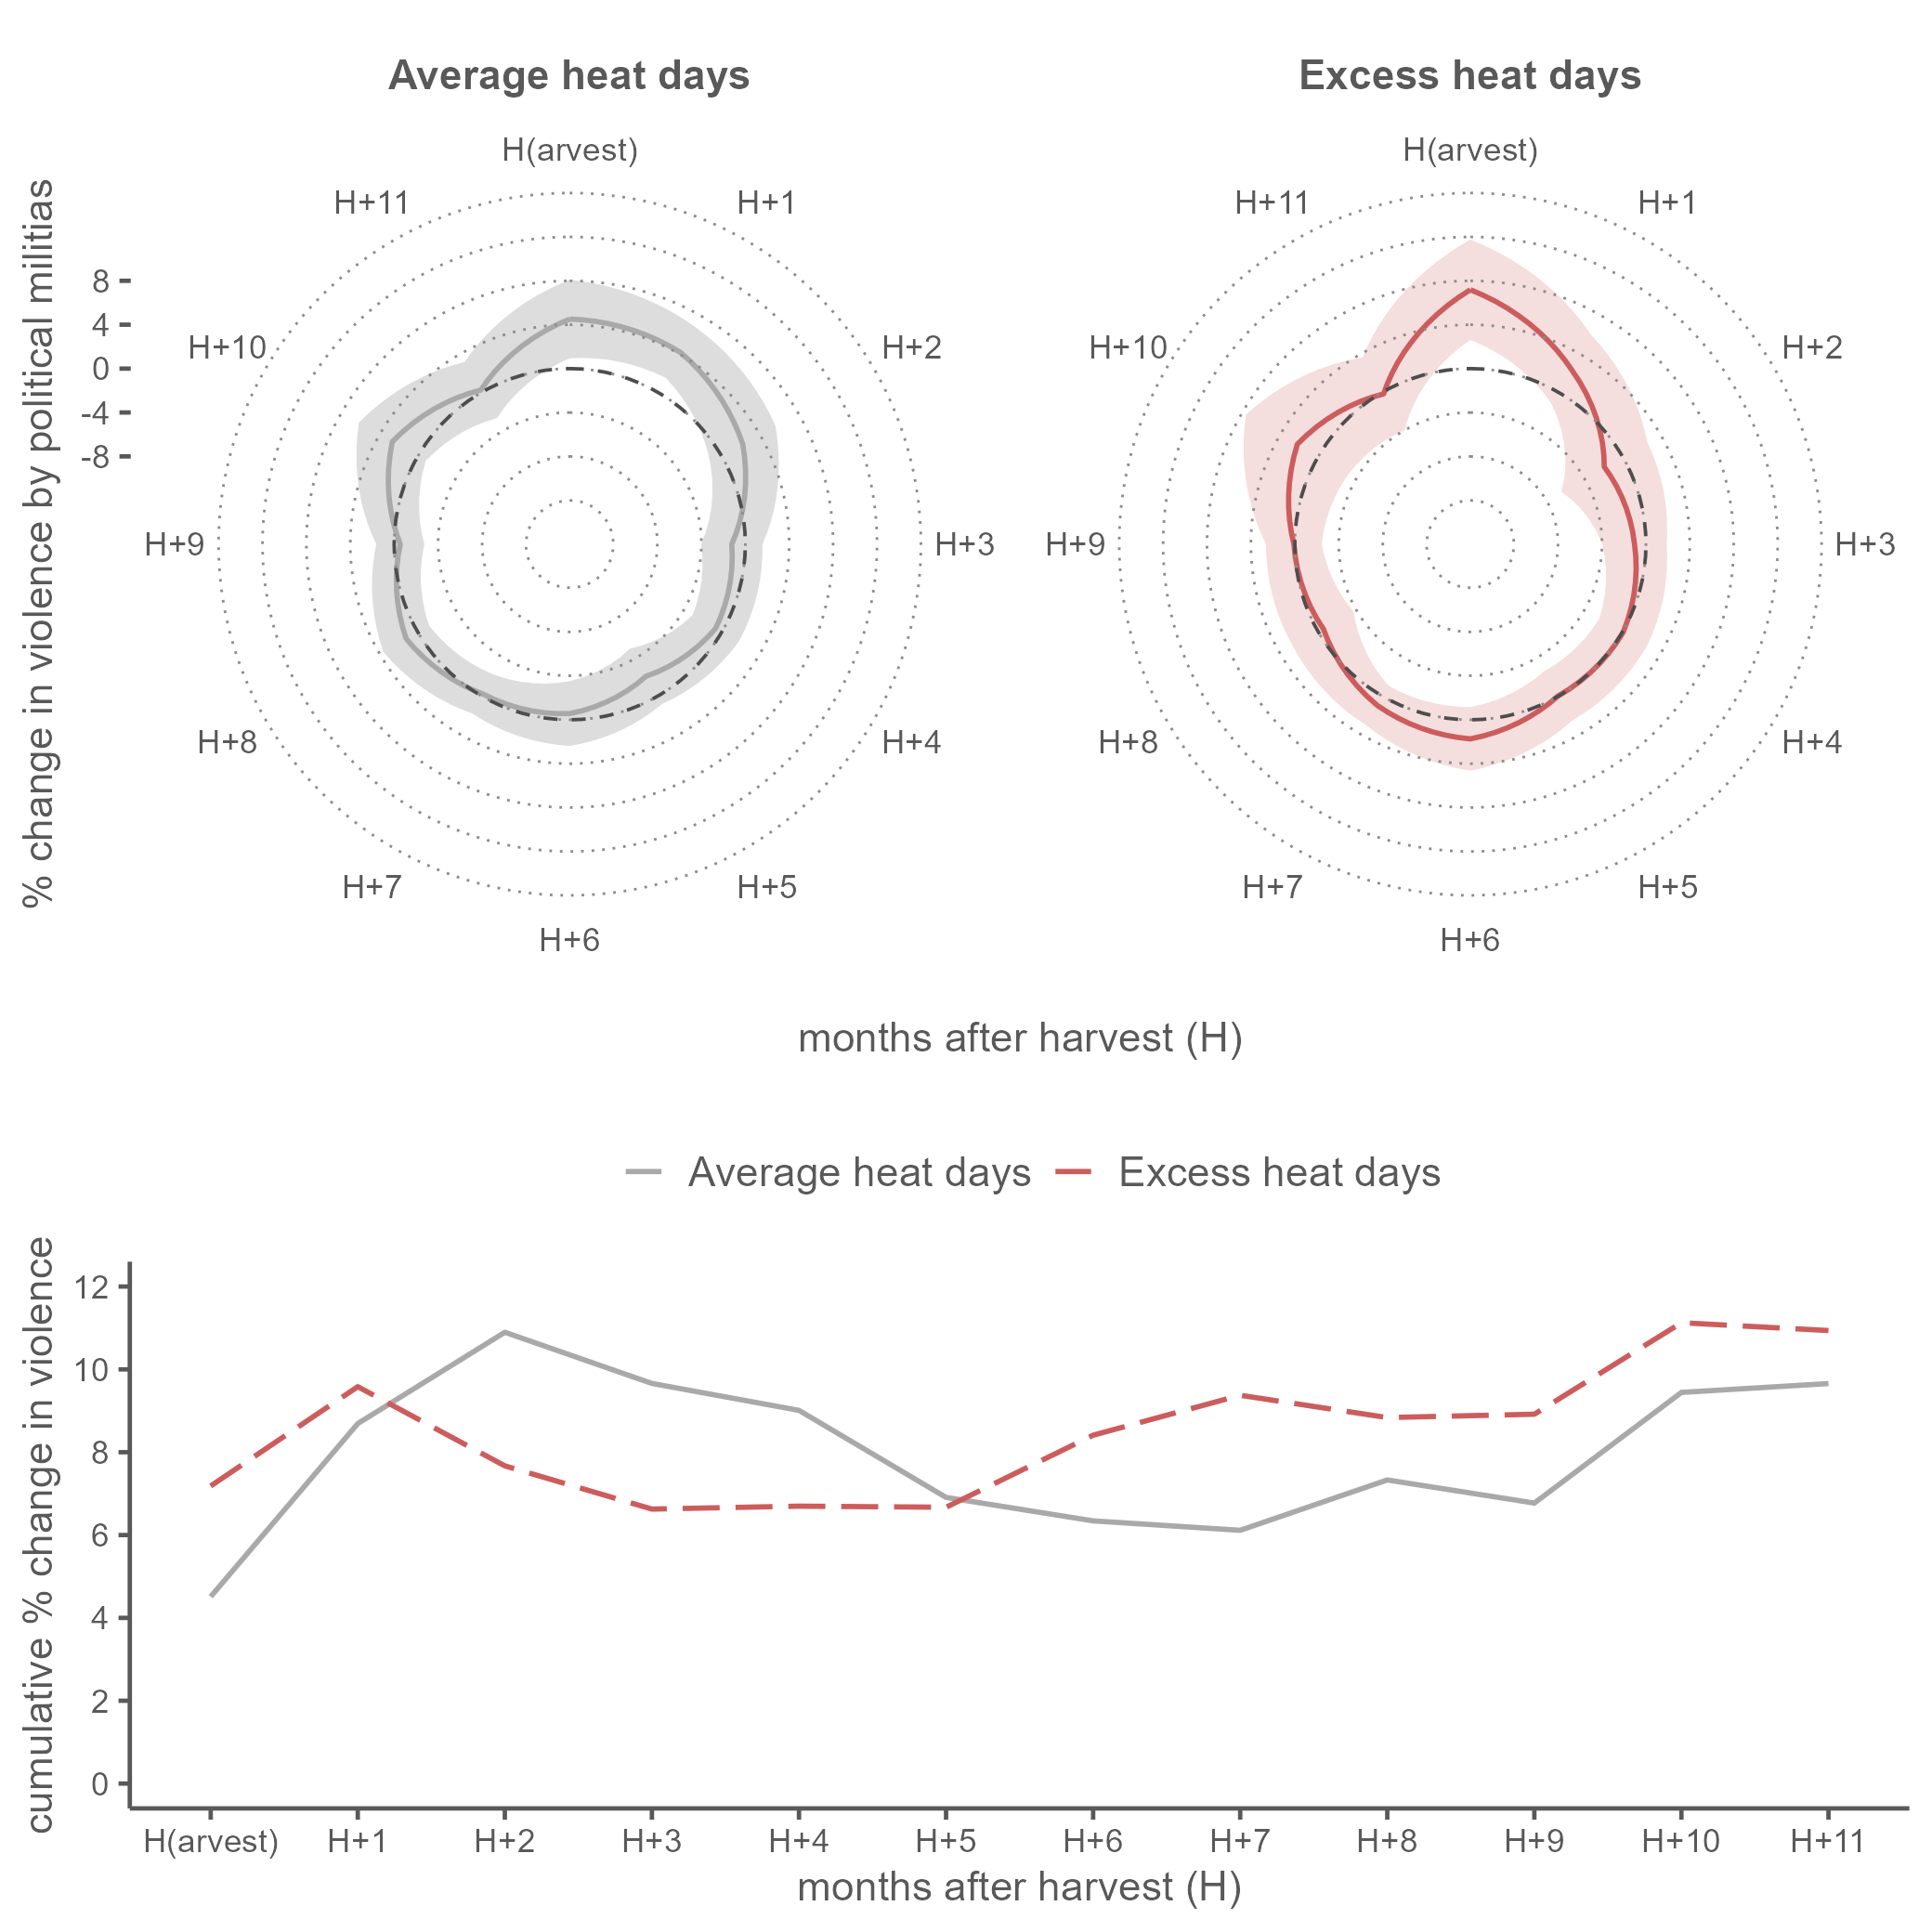 Average heat days
Excess heat days
% change in violence by political militias
8
4
0
-4
-8
H(arvest)
H+1
H+2
H+3
H+4
H+5
H+6
H+7
H+8
H+9
H+10
H+11
H(arvest)
H+1
H+2
H+3
H+4
H+5
H+6
H+7
H+8
H+9
H+10
H+11
months after harvest (H)
Average heat days
Excess heat days
cumulative % change in violence
12
10
8
6
4
2
0
H(arvest)
H+1
H+2
H+3
H+4
H+5
H+6
H+7
H+8
H+9
H+10
H+11
months after harvest (H)